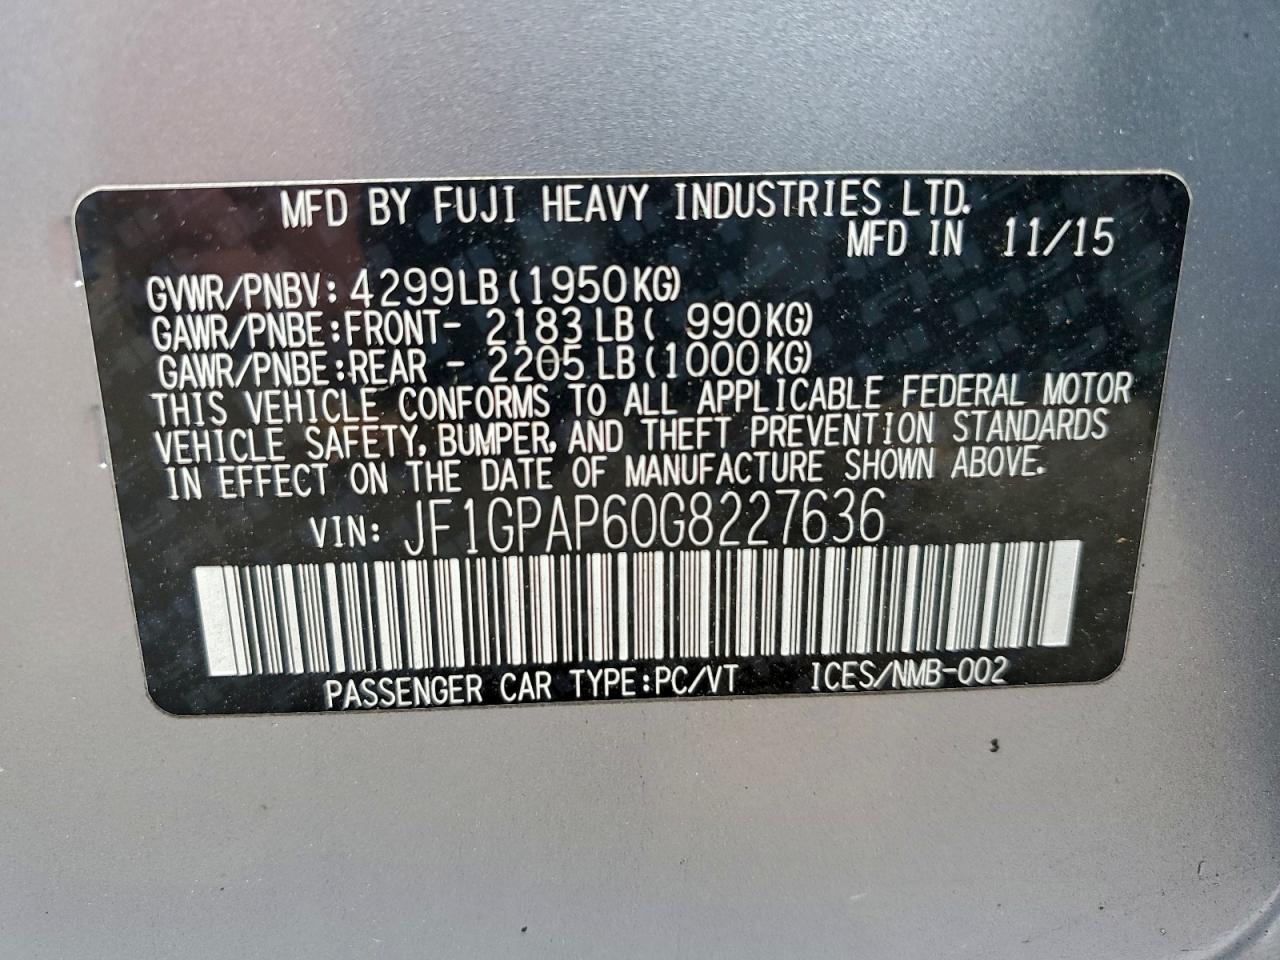 MFD BY FUJI HEAVY INDUSTRIES LTD.
MFD IN 11/15
GVWR/PNBV: 4299LB (1950KG)
GAWR/PNBE:FRONT- 2183 LB( 990KG)
GAWR/PNBE:REAR - 2205 LB(1000KG)
THIS VEHICLE CONFORMS TO ALL APPLICABLE FEDERAL MOTOR
VEHICLE SAFETY, BUMPER, AND THEFT PREVENTION STANDARDS
IN EFFECT ON THE DATE OF MANUFACTURE SHOWN ABOVE.
VIN: JF1GPAP60G8227636
PASSENGER CAR TYPE:PC/VT ICES/NMB-002